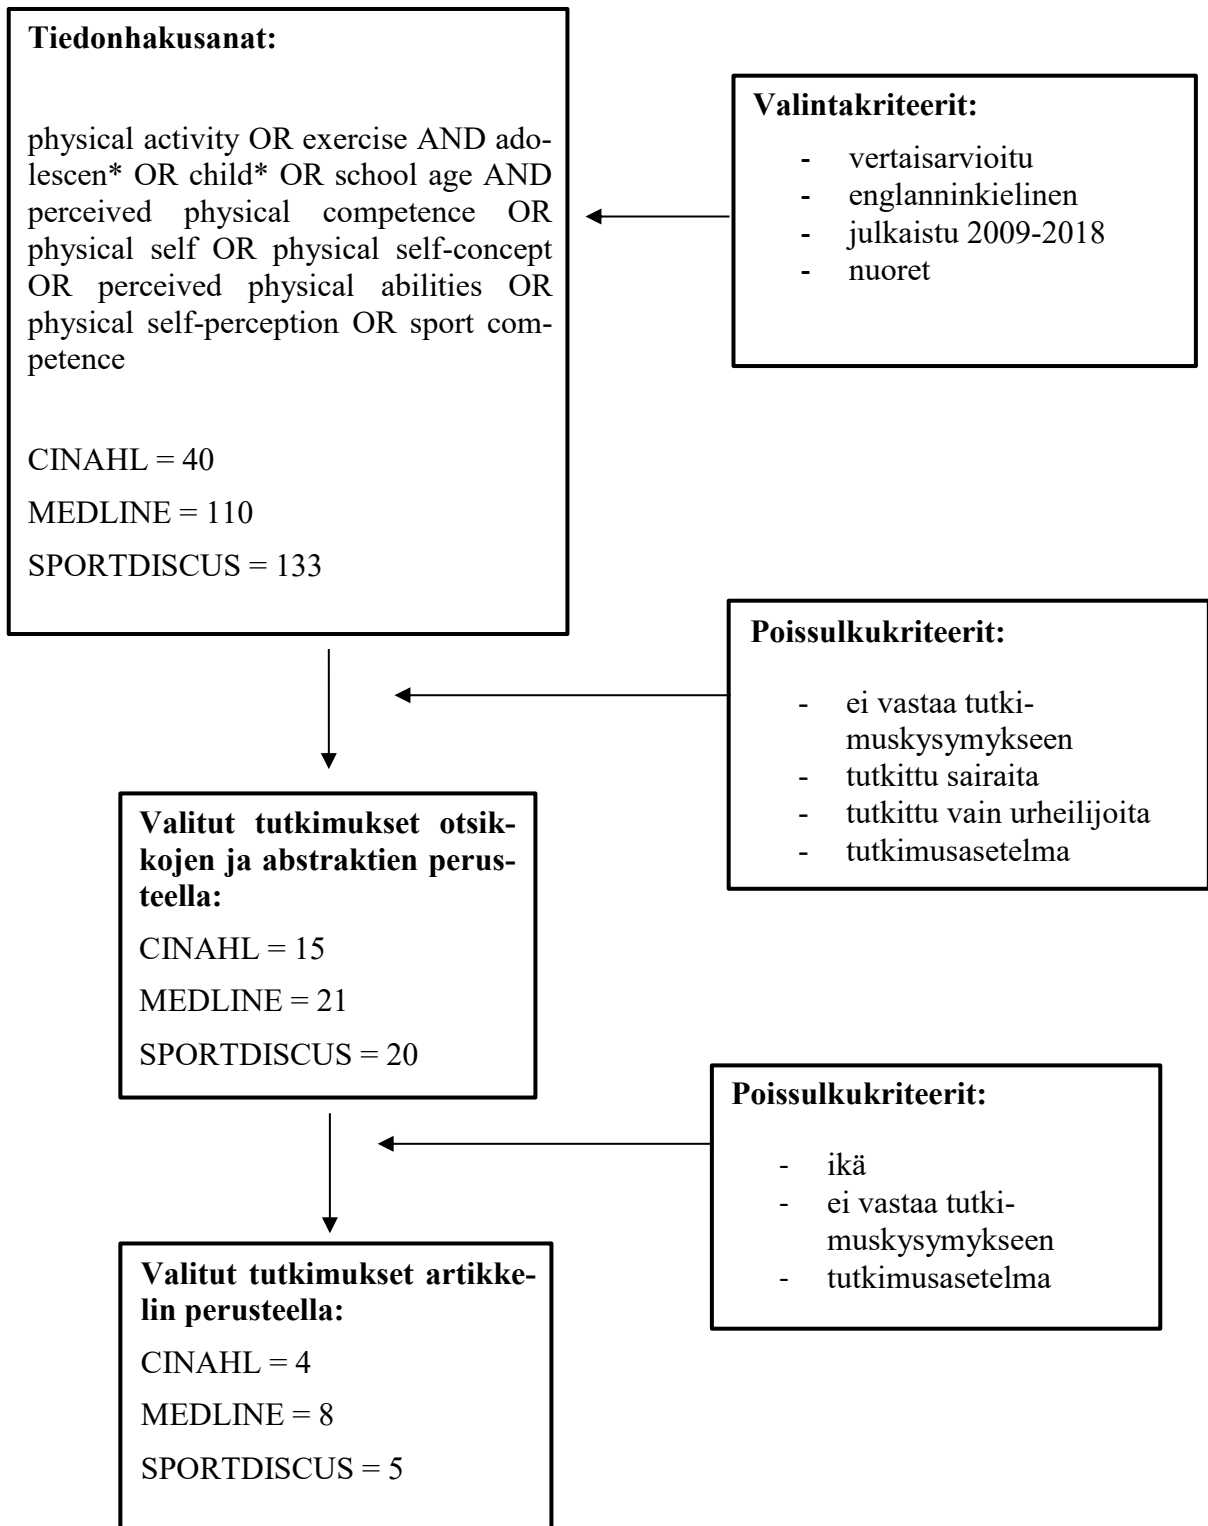 Tiedonhakusanat:
physical activity OR exercise AND ado-
lescen* OR child* OR school age AND
perceived physical competence OR
physical self OR physical self-concept
OR perceived physical abilities OR
physical self-perception OR sport com-
petence
CINAHL = 40
MEDLINE = 110
SPORTDISCUS = 133
Valintakriteerit:
- vertaisarvioitu
- englanninkielinen
- julkaistu 2009-2018
- nuoret
Poissulkukriteerit:
- ei vastaa tutki-
muskysymykseen
- tutkittu sairaita
- tutkittu vain urheilijoita
- tutkimusasetelma
Valitut tutkimukset otsik-
kojen ja abstraktien perus-
teella:
CINAHL = 15
MEDLINE = 21
SPORTDISCUS = 20
Poissulkukriteerit:
- ikä
- ei vastaa tutki-
muskysymykseen
- tutkimusasetelma
Valitut tutkimukset artikke-
lin perusteella:
CINAHL = 4
MEDLINE = 8
SPORTDISCUS = 5